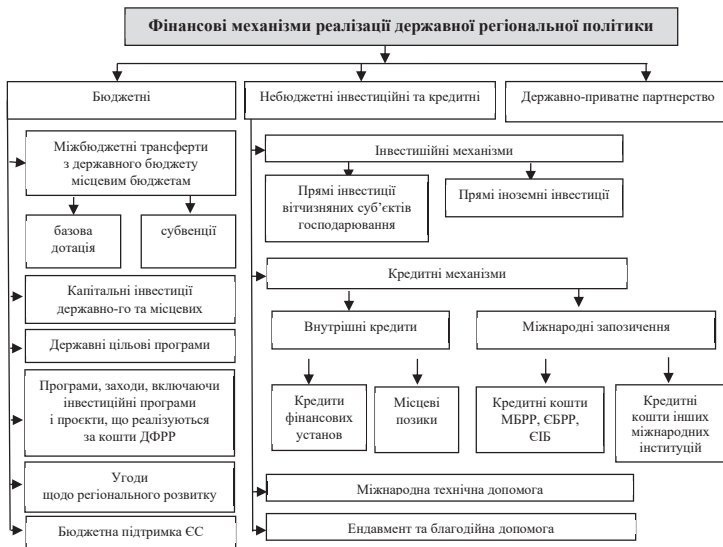 Фінансові механізми реалізації державної регіональної політики
Бюджетні
Небюджетні інвестиційні та кредитні
Державно-приватне партнерство
Міжбюджетні трансферти
з державного бюджету
місцевим бюджетам
базова
дотація
субвенції
Капітальні інвестиції
державно-го та місцевих
Державні цільові програми
Програми, заходи, включаючи
інвестиційні програми
і проєкти, що реалізуються
за кошти ДФРР
Угоди
щодо регіонального розвитку
Бюджетна підтримка ЄС
Інвестиційні механізми
Прямі інвестиції
вітчизняних суб’єктів
господарювання
Прямі іноземні інвестиції
Кредитні механізми
Внутрішні кредити
Міжнародні запозичення
Кредити
фінансових
установ
Місцеві
позики
Кредитні кошти
МБРР, ЄБРР,
ЄІБ
Кредитні
кошти інших
міжнародних
інституцій
Міжнародна технічна допомога
Ендавмент та благодійна допомога